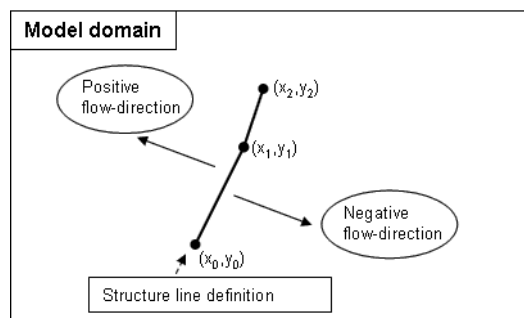 Model domain
Positive
flow-direction
(x₂,y₂)
(x₁,y₁)
Negative
flow-direction
(x₀,y₀)
Structure line definition